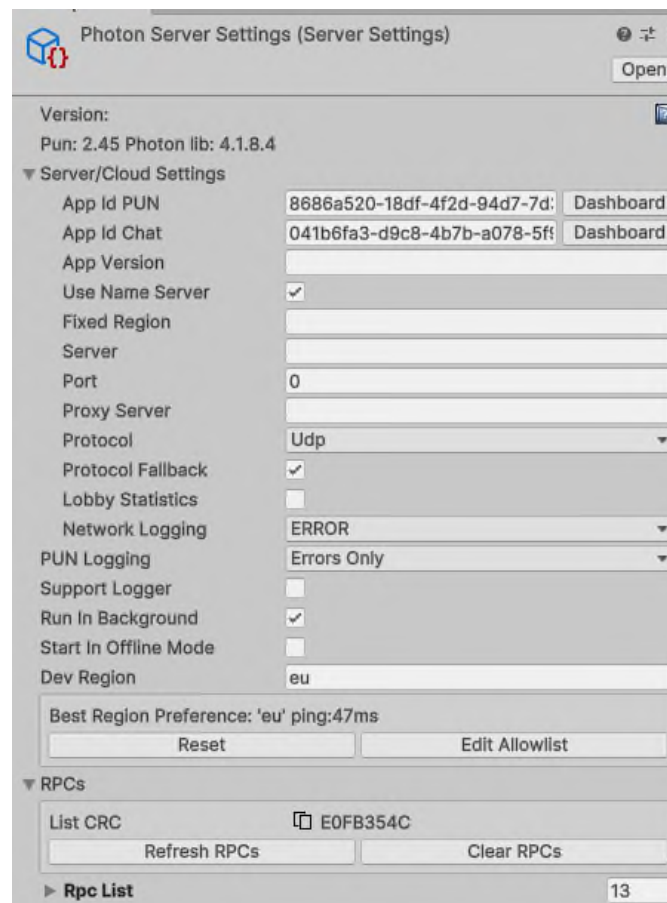 Photon Server Settings (Server Settings)
Open
Version:
Pun: 2.45 Photon lib: 4.1.8.4
Server/Cloud Settings
App Id PUN 8686a520-18df-4f2d-94d7-7d Dashboard
App Id Chat 041b6fa3-d9c8-4b7b-a078-5f Dashboard
App Version
Use Name Server
Fixed Region
Server
Port 0
Proxy Server
Protocol Udp
Protocol Fallback
Lobby Statistics
Network Logging ERROR
PUN Logging Errors Only
Support Logger
Run In Background
Start In Offline Mode
Dev Region eu
Best Region Preference: 'eu' ping:47ms
Reset Edit Allowlist
RPCs
List CRC E0FB354C
Refresh RPCs Clear RPCs
Rpc List 13